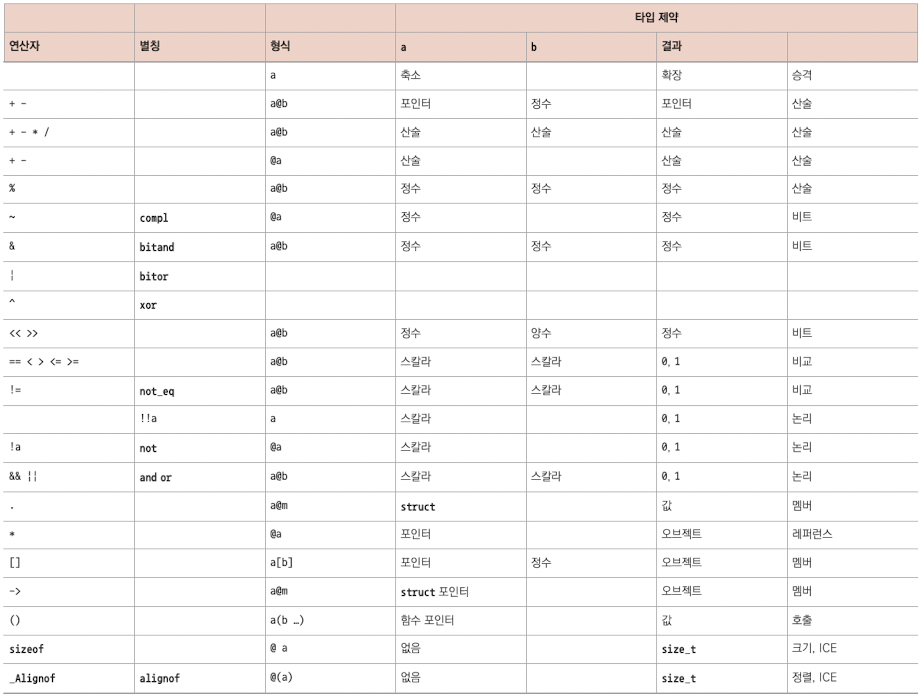 타입 제약
연산자 별칭 형식 a b 결과
a 축소 확장 승격
+ - a@b 포인터 정수 포인터 산술
+ - * / a@b 산술 산술 산술 산술
+ - @a 산술 산술 산술
% a@b 정수 정수 정수 산술
~ compl @a 정수 정수 비트
& bitand a@b 정수 정수 정수 비트
¦ bitor
^ xor
<< >> a@b 정수 양수 정수 비트
== < > <= >= a@b 스칼라 스칼라 0, 1 비교
!= not_eq a@b 스칼라 스칼라 0, 1 비교
!!a a 스칼라 0, 1 논리
!a not @a 스칼라 0, 1 논리
&& ¦¦ and or a@b 스칼라 스칼라 0, 1 논리
. a@m struct 값 멤버
* @a 포인터 오브젝트 레퍼런스
[] a[b] 포인터 정수 오브젝트 멤버
-> a@m struct 포인터 오브젝트 멤버
() a(b …) 함수 포인터 값 호출
sizeof @ a 없음 size_t 크기, ICE
_Alignof alignof @(a) 없음 size_t 정렬, ICE